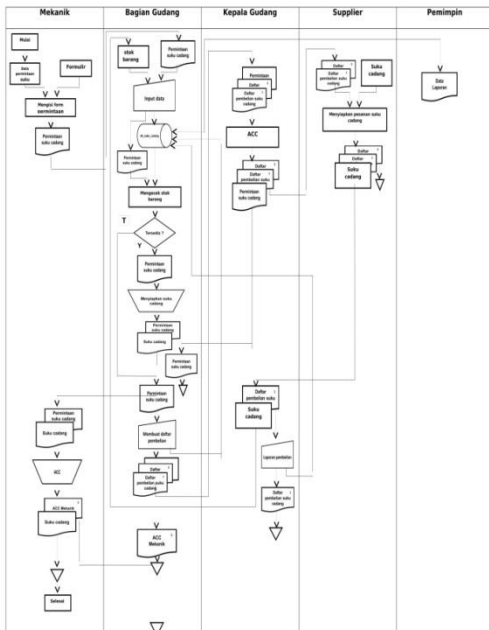 Mekanik
Bagian Gudang
Kepala Gudang
Supplier
Pemimpin
Mulai
Data
permintaan
suku
Formulir
Mengisi form
permintaan
Permintaan
suku cadang
stok
barang
Permintaan
suku cadang
Input data
Permintaan
suku cadang
Mengecek stok
barang
T
Tersedia ?
Y
Permintaan
suku cadang
Menyiapkan suku
cadang
Permintaan
suku cadang
Suku cadang
Permintaan
suku cadang
Permintaan
suku cadang
Membuat daftar
pembelian
Daftar
Daftar
pembelian suku
cadang
ACC
Mekanik
Permintaan
suku cadang
Suku cadang
ACC
ACC Mekanik
Suku cadang
Selesai
Permintaan
Daftar
Daftar
pembelian suku
cadang
ACC
Daftar
Daftar
pembelian suku
cadang
Permintaan
suku cadang
Daftar
pembelian suku
Suku
cadang
Laporan pembelian
Daftar
pembelian suku
cadang
Daftar
Daftar
pembelian suku
cadang
Suku
cadang
Menyiapkan pesanan suku
cadang
Daftar
Daftar
Suku
cadang
Data
Laporan